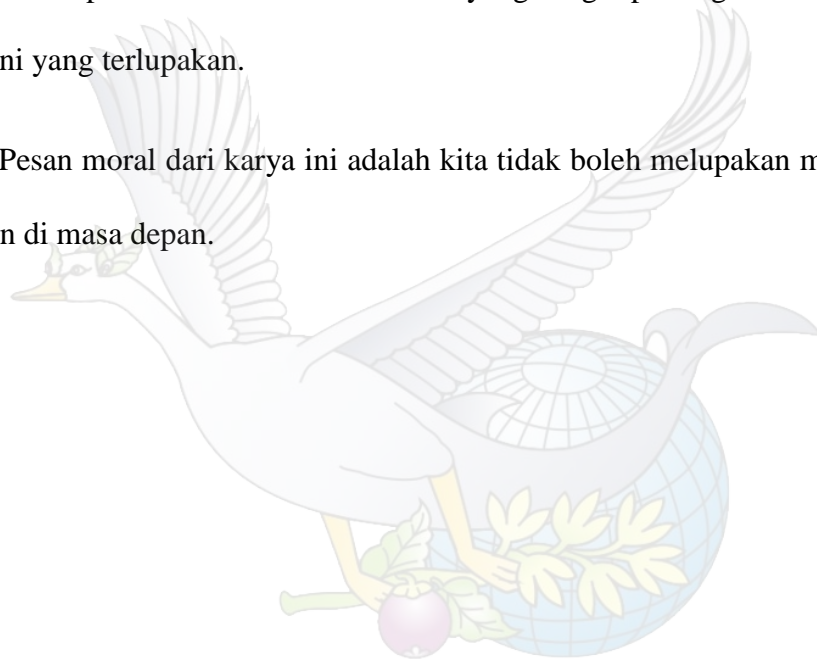 ni yang terlupakan.
Pesan moral dari karya ini adalah kita tidak boleh melupakan m
n di masa depan.